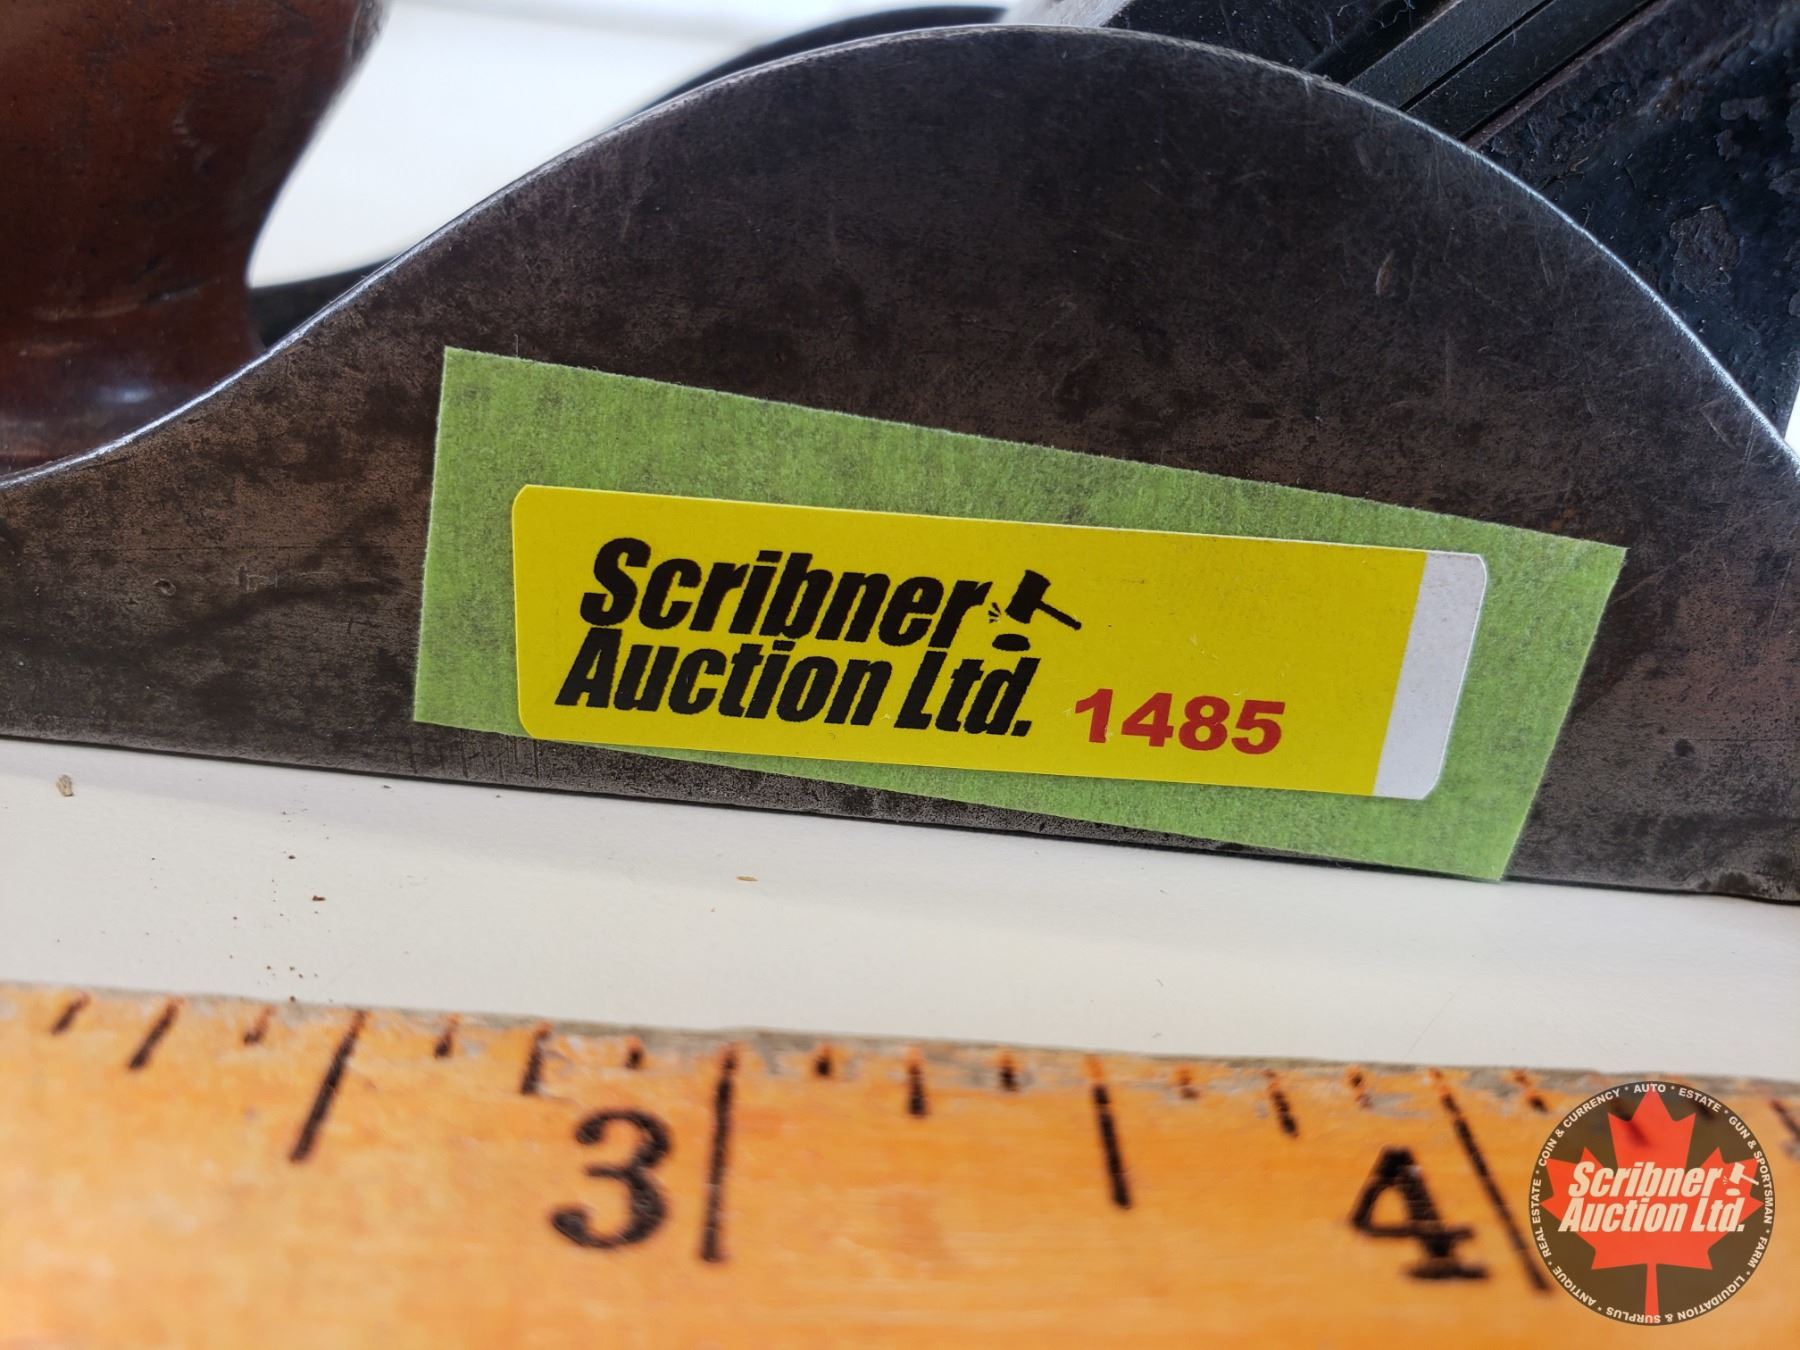 Scribner
Auction Ltd. 1485
3 4
COIN & CURRENCY * AUTO * ESTATE * GUN & SPORTSMAN * FARM * LIQUIDATION & SURPLUS * ANTIQUE * REAL ESTATE *
Scribner
Auction Ltd.